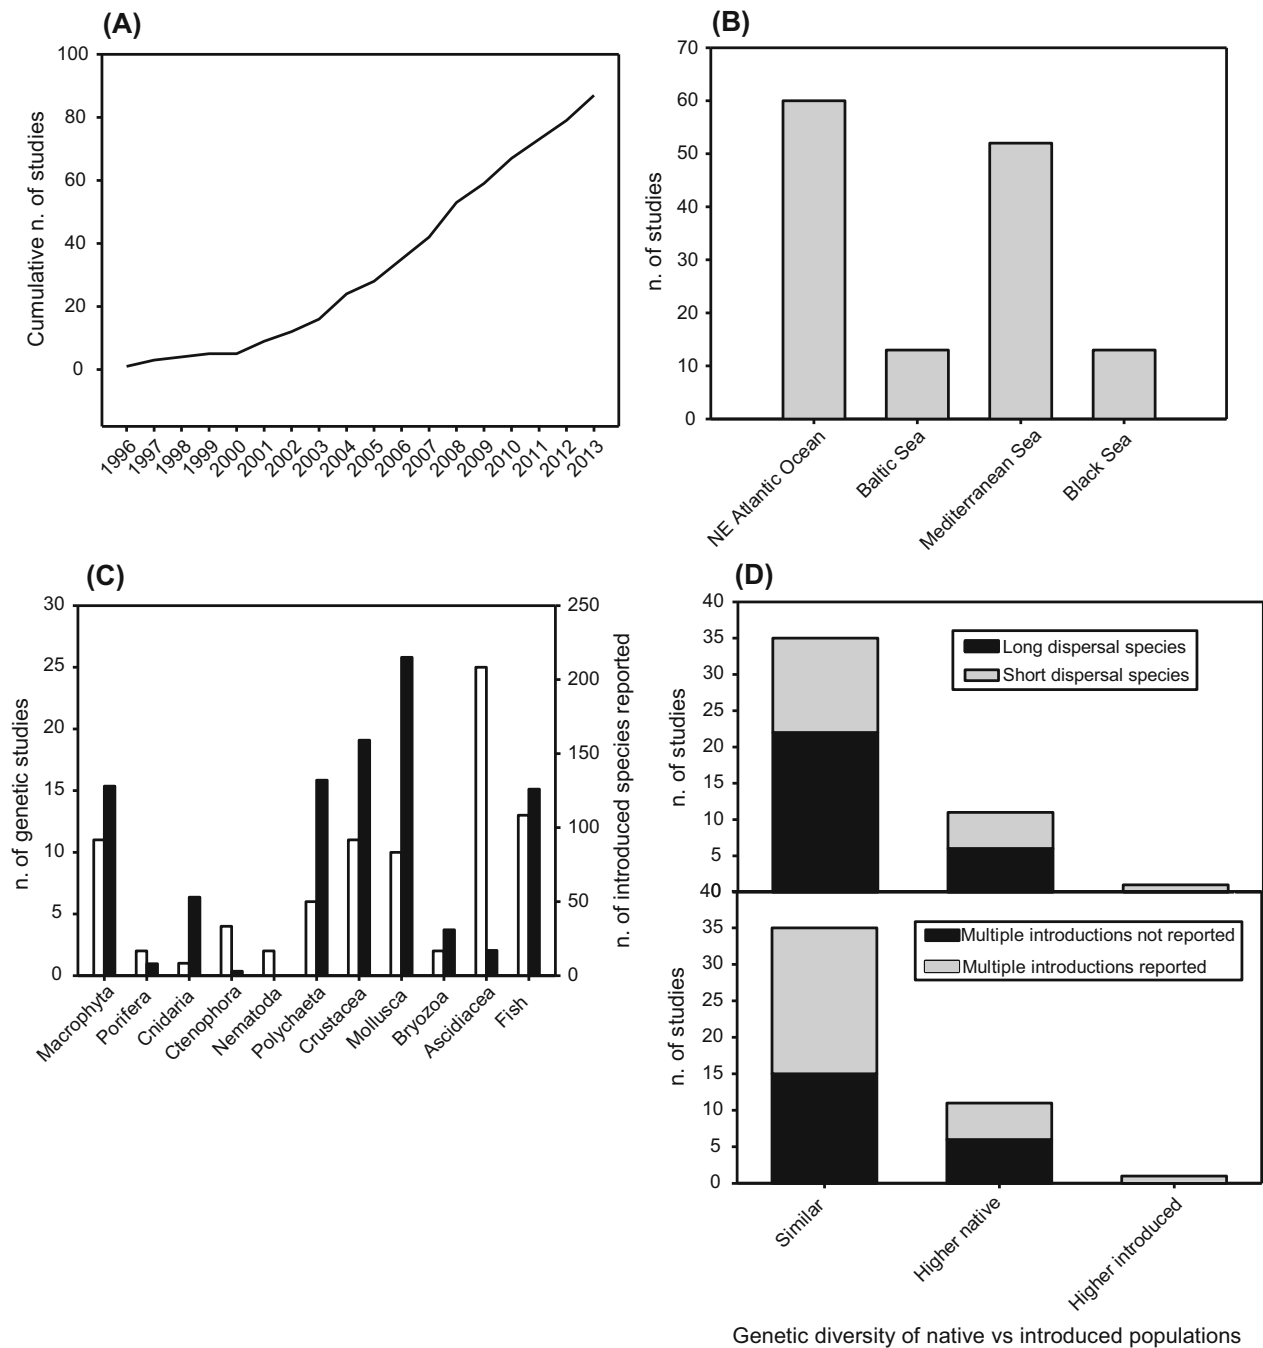 (A)
100
80
60
40
20
0
Cumulative n. of studies
1996
1997
1998
1999
2000
2001
2002
2003
2004
2005
2006
2007
2008
2009
2010
2011
2012
2013
(B)
70
60
50
40
30
20
10
0
n. of studies
NE Atlantic Ocean
Baltic Sea
Mediterranean Sea
Black Sea
(C)
30
25
20
15
10
5
0
n. of genetic studies
250
200
150
100
50
0
n. of introduced species reported
Macrophyta
Porifera
Cnidaria
Ctenophora
Nematoda
Polychaeta
Crustacea
Mollusca
Bryozoa
Ascidiacea
Fish
(D)
40
35
30
25
20
15
10
5
0
n. of studies
Long dispersal species
Short dispersal species
40
35
30
25
20
15
10
5
0
n. of studies
Multiple introductions not reported
Multiple introductions reported
Similar
Higher native
Higher introduced
Genetic diversity of native vs introduced populations